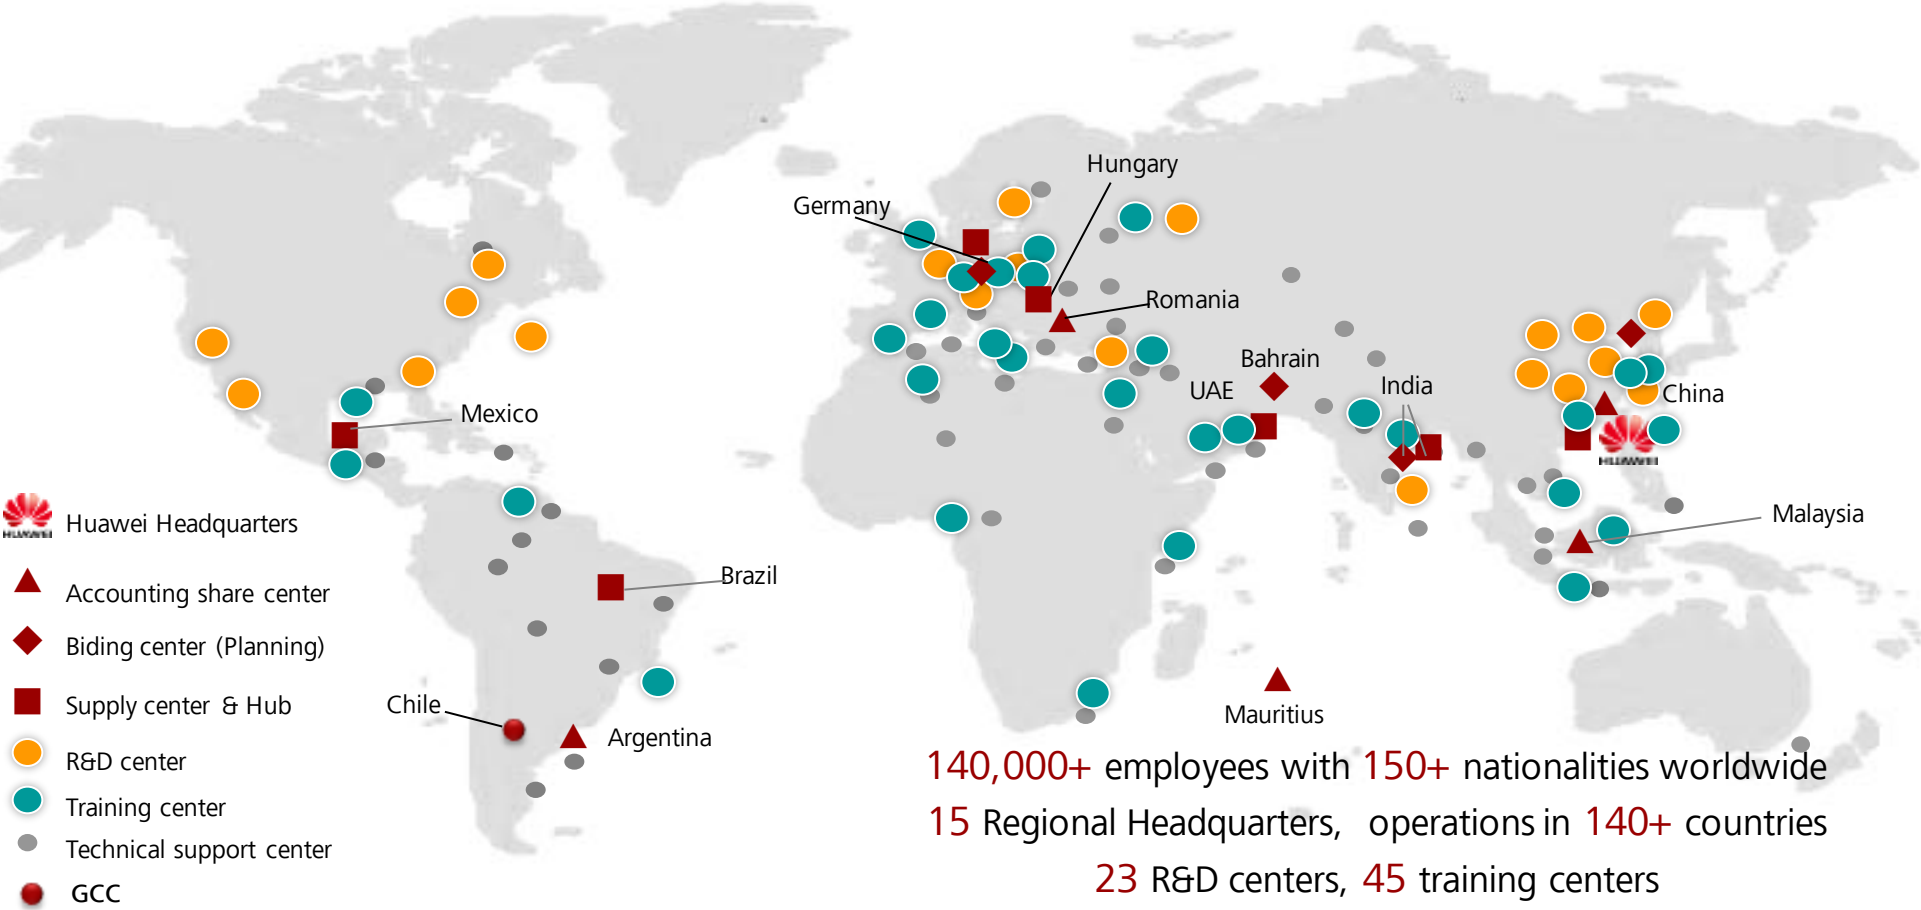 Hungary
Germany
Romania
Bahrain
UAE
India
China
Mexico
Malaysia
Brazil
Chile
Argentina
Mauritius
HUAWEI
HUAWEI
Huawei Headquarters
Accounting share center
Biding center (Planning)
Supply center & Hub
R&D center
Training center
Technical support center
GCC
140,000+ employees with 150+ nationalities worldwide
15 Regional Headquarters, operations in 140+ countries
23 R&D centers, 45 training centers